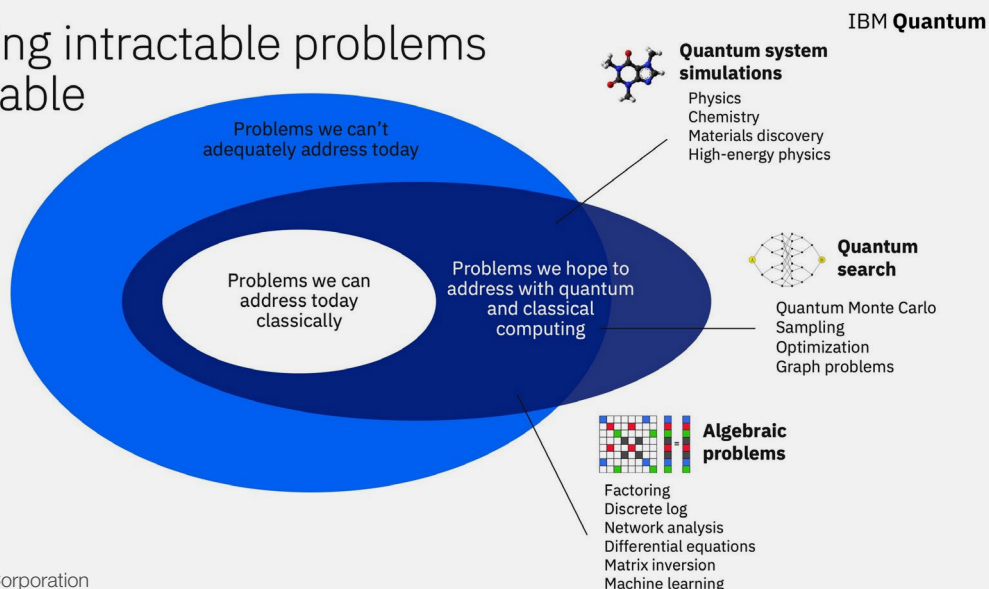 IBM Quantum
ing intractable problems
able
Problems we can't
adequately address today
Problems we can
address today
classically
Problems we hope to
address with quantum
and classical
computing
Quantum system
simulations
Physics
Chemistry
Materials discovery
High-energy physics
Quantum
search
Quantum Monte Carlo
Sampling
Optimization
Graph problems
Algebraic
problems
Factoring
Discrete log
Network analysis
Differential equations
Matrix inversion
Machine learning
orporation